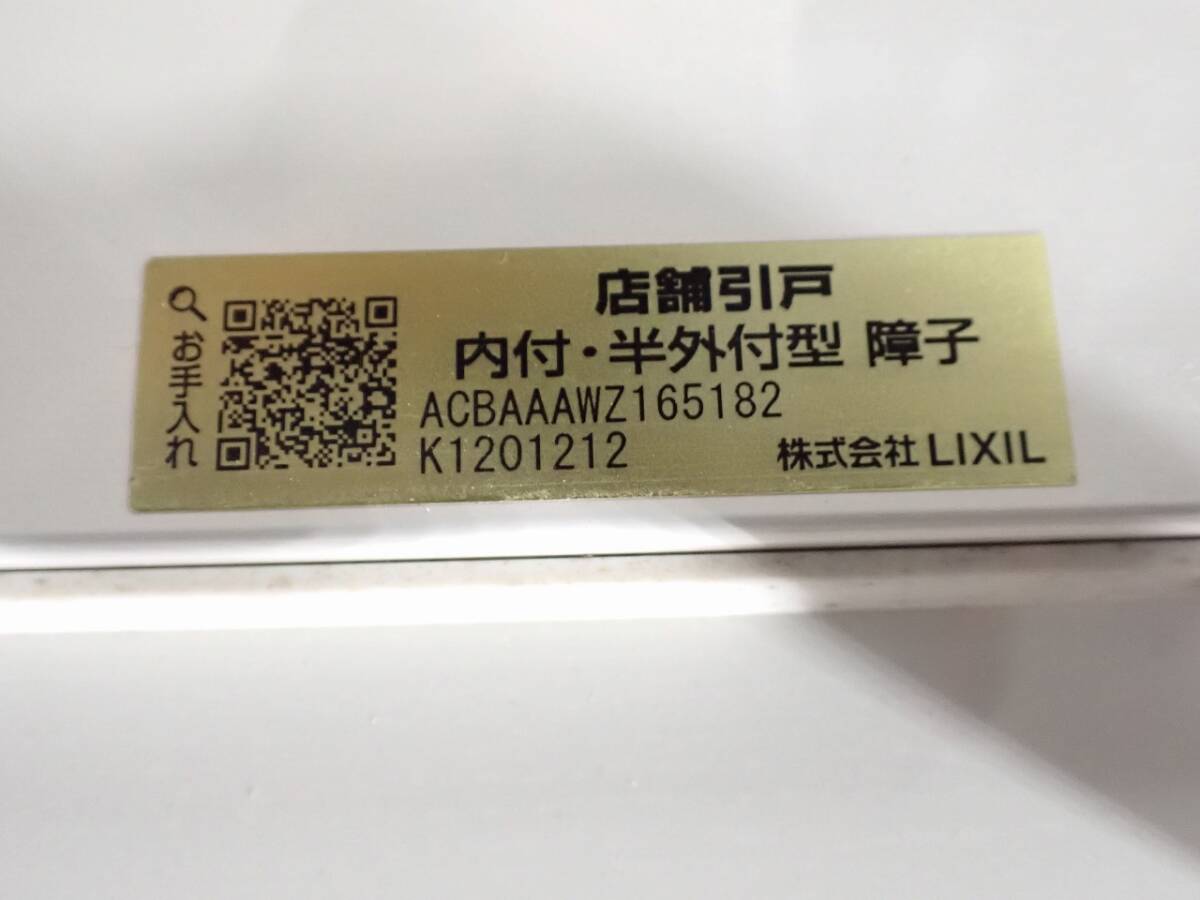 お手入れ
店舗引戸
内付・半外付型 障子
ACBAAAWZ165182
K1201212
株式会社 LIXIL